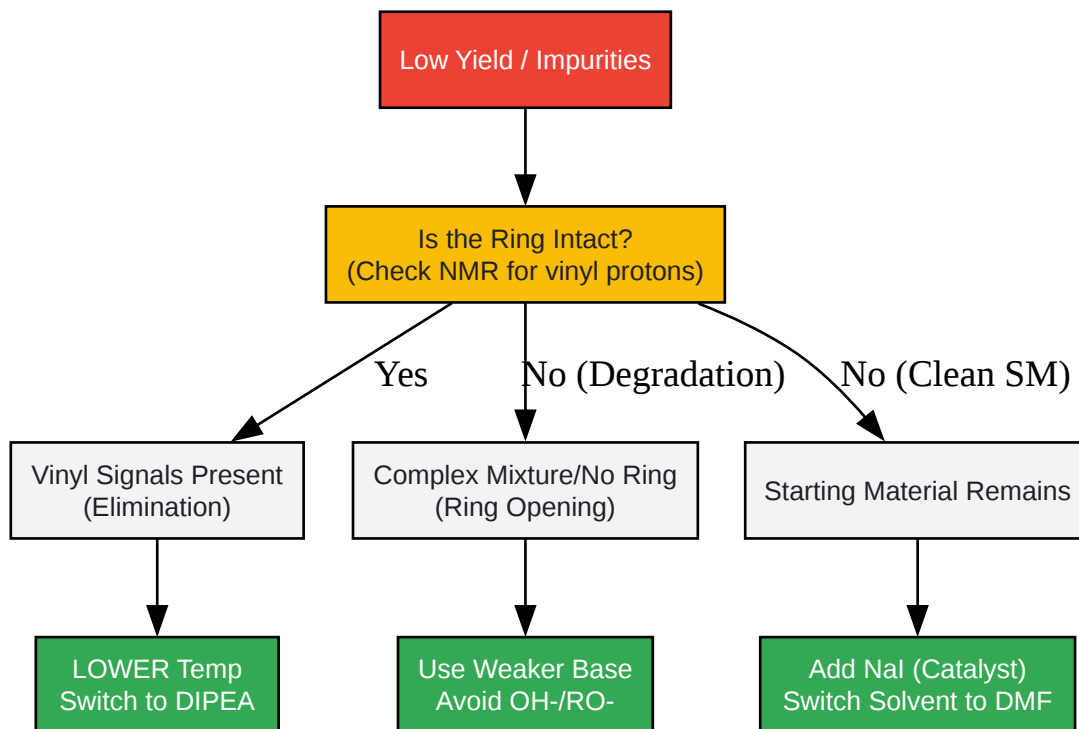 Low Yield / Impurities
Is the Ring Intact?
(Check NMR for vinyl protons)
Yes
No (Degradation)
No (Clean SM)
Vinyl Signals Present
(Elimination)
Complex Mixture/No Ring
(Ring Opening)
Starting Material Remains
LOWER Temp
Switch to DIPEA
Use Weaker Base
Avoid OH-/RO-
Add NaI (Catalyst)
Switch Solvent to DMF